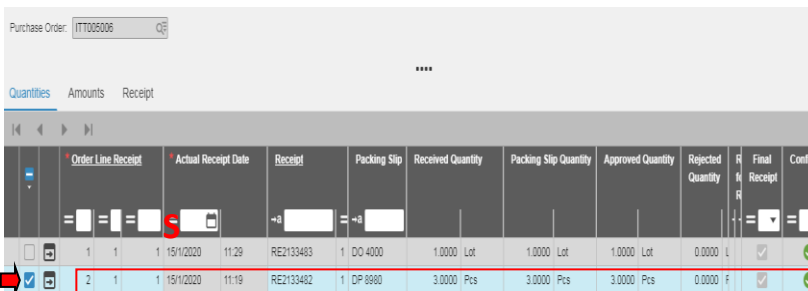 Purchase Order: ITT005006
Quantities Amounts Receipt
* Order Line Receipt * Actual Receipt Date Receipt Packing Slip Received Quantity Packing Slip Quantity Approved Quantity Rejected Quantity Final Receipt Conf
= = = S →a = →a = =
1 1 1 15/1/2020 11:29 RE2133483 1 DO 4000 1.0000 Lot 1.0000 Lot 1.0000 Lot 0.0000 L
2 1 1 15/1/2020 11:19 RE2133482 1 DP 8980 3.0000 Pcs 3.0000 Pcs 3.0000 Pcs 0.0000